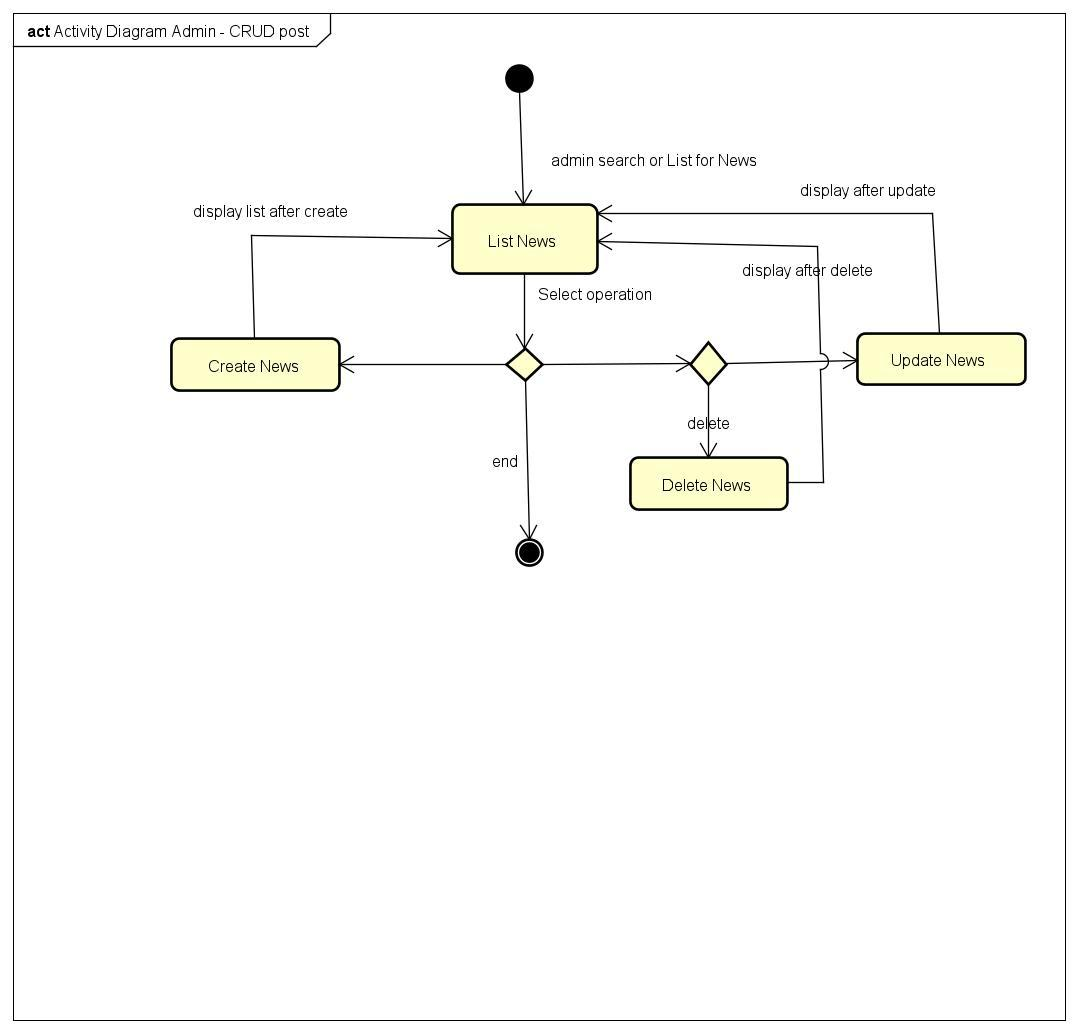 act Activity Diagram Admin - CRUD post
admin search or List for News
display after update
display list after create
List News
display after delete
Select operation
Create News
Update News
delete
end
Delete News